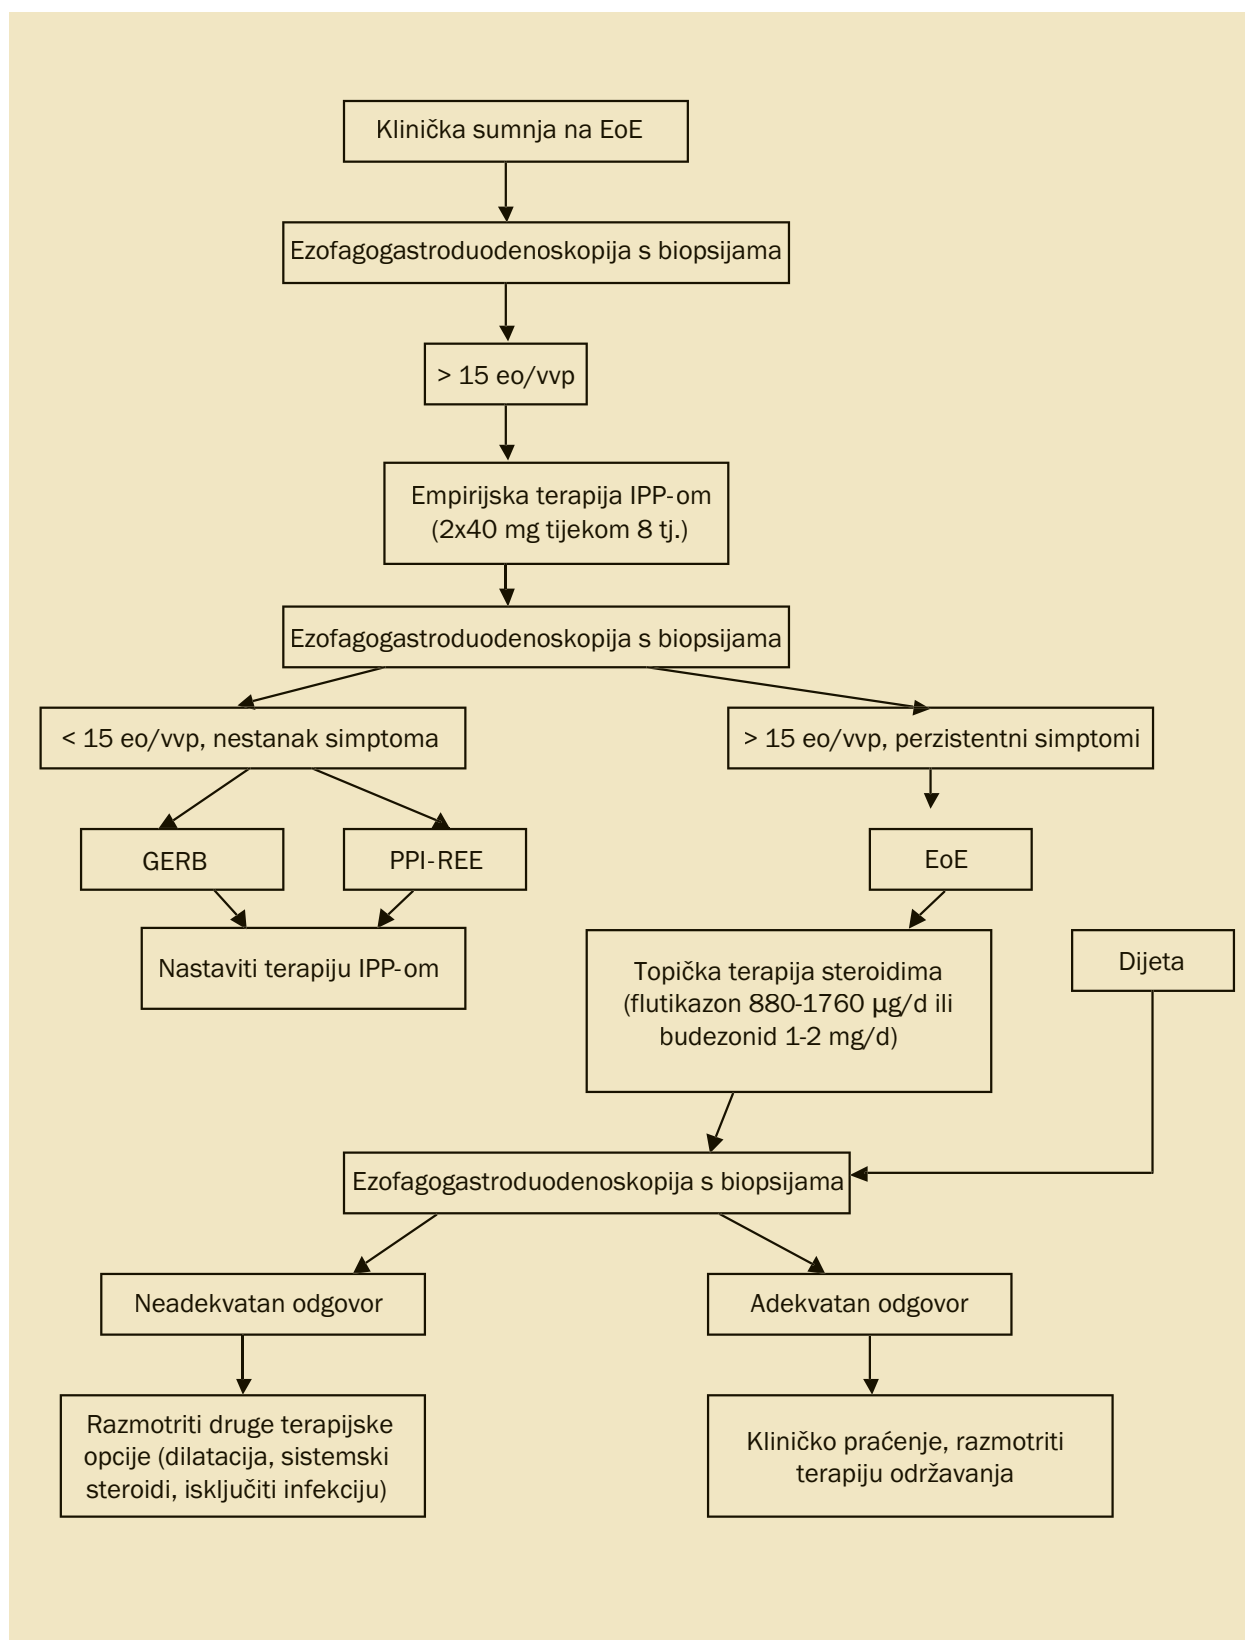 Klinička sumnja na EoE
Ezofagogastroduodenoskopija s biopsijama
> 15 eo/vvp
Empirijska terapija IPP-om
(2x40 mg tijekom 8 tj.)
Ezofagogastroduodenoskopija s biopsijama
< 15 eo/vvp, nestanak simptoma
> 15 eo/vvp, perzistentni simptomi
GERB
PPI-REE
EoE
Nastaviti terapiju IPP-om
Topička terapija steroidima
(flutikazon 880-1760 µg/d ili
budezonid 1-2 mg/d)
Dijeta
Ezofagogastroduodenoskopija s biopsijama
Neadekvatan odgovor
Adekvatan odgovor
Razmotriti druge terapijske
opcije (dilatacija, sistemski
steroidi, isključiti infekciju)
Kliničko praćenje, razmotriti
terapiju održavanja